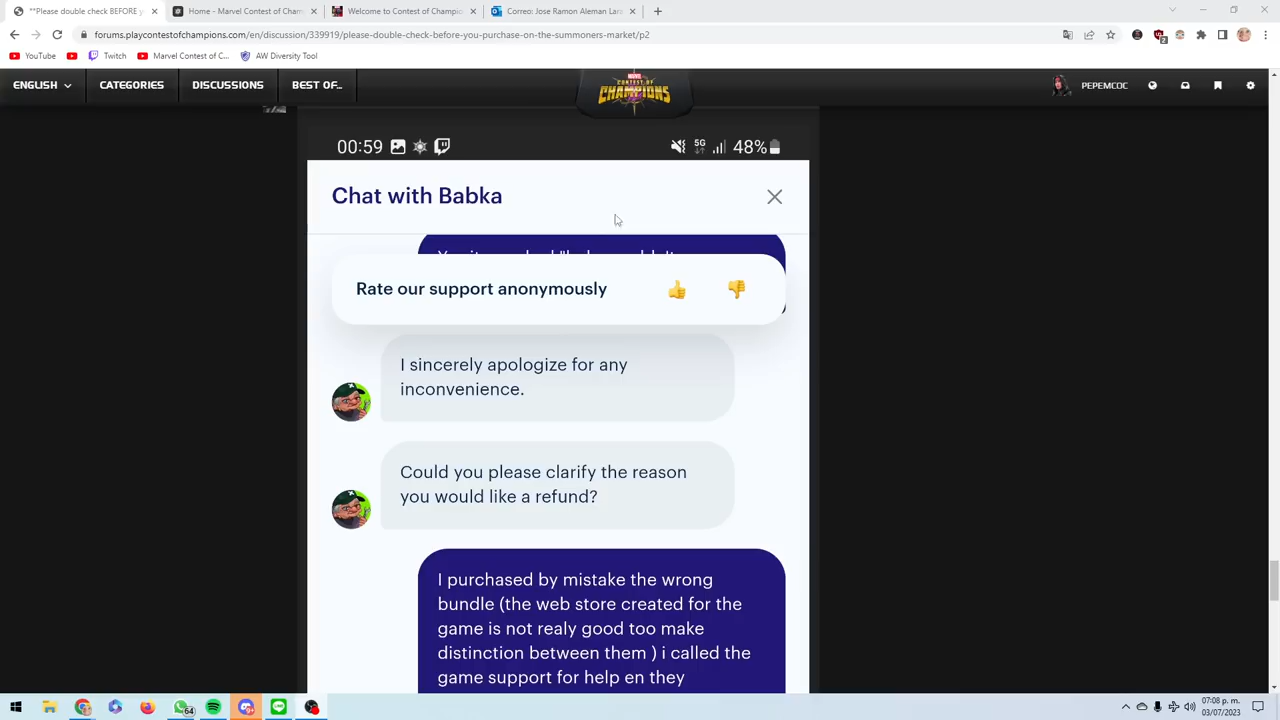 **Please double check BEFORE y
Home - Marvel Contest of Cham
Welcome to Contest of Champio
Correo: Jose Ramon Aleman Lare
forums.playcontestofchampions.com/en/discussion/339919/please-double-check-before-you-purchase-on-the-summoners-market/p2
YouTube
Twitch
Marvel Contest of C...
AW Diversity Tool
ENGLISH
CATEGORIES
DISCUSSIONS
BEST OF...
MARVEL
CONTEST OF
CHAMPIONS
PEPEMCOC
00:59
5G
48%
Chat with Babka
Rate our support anonymously
I sincerely apologize for any
inconvenience.
Could you please clarify the reason
you would like a refund?
I purchased by mistake the wrong
bundle (the web store created for the
game is not realy good too make
distinction between them ) i called the
game support for help en they
64
07:08 p. m.
03/07/2023